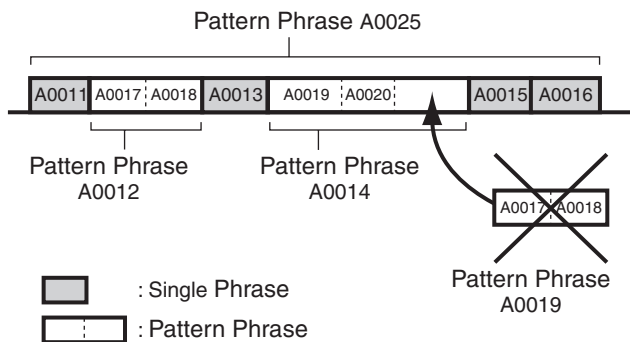 Pattern Phrase A0025
A0011 A0017 A0018 A0013 A0019 A0020 A0015 A0016
Pattern Phrase A0012
Pattern Phrase A0014
A0017 A0018
Pattern Phrase A0019
: Single Phrase
: Pattern Phrase